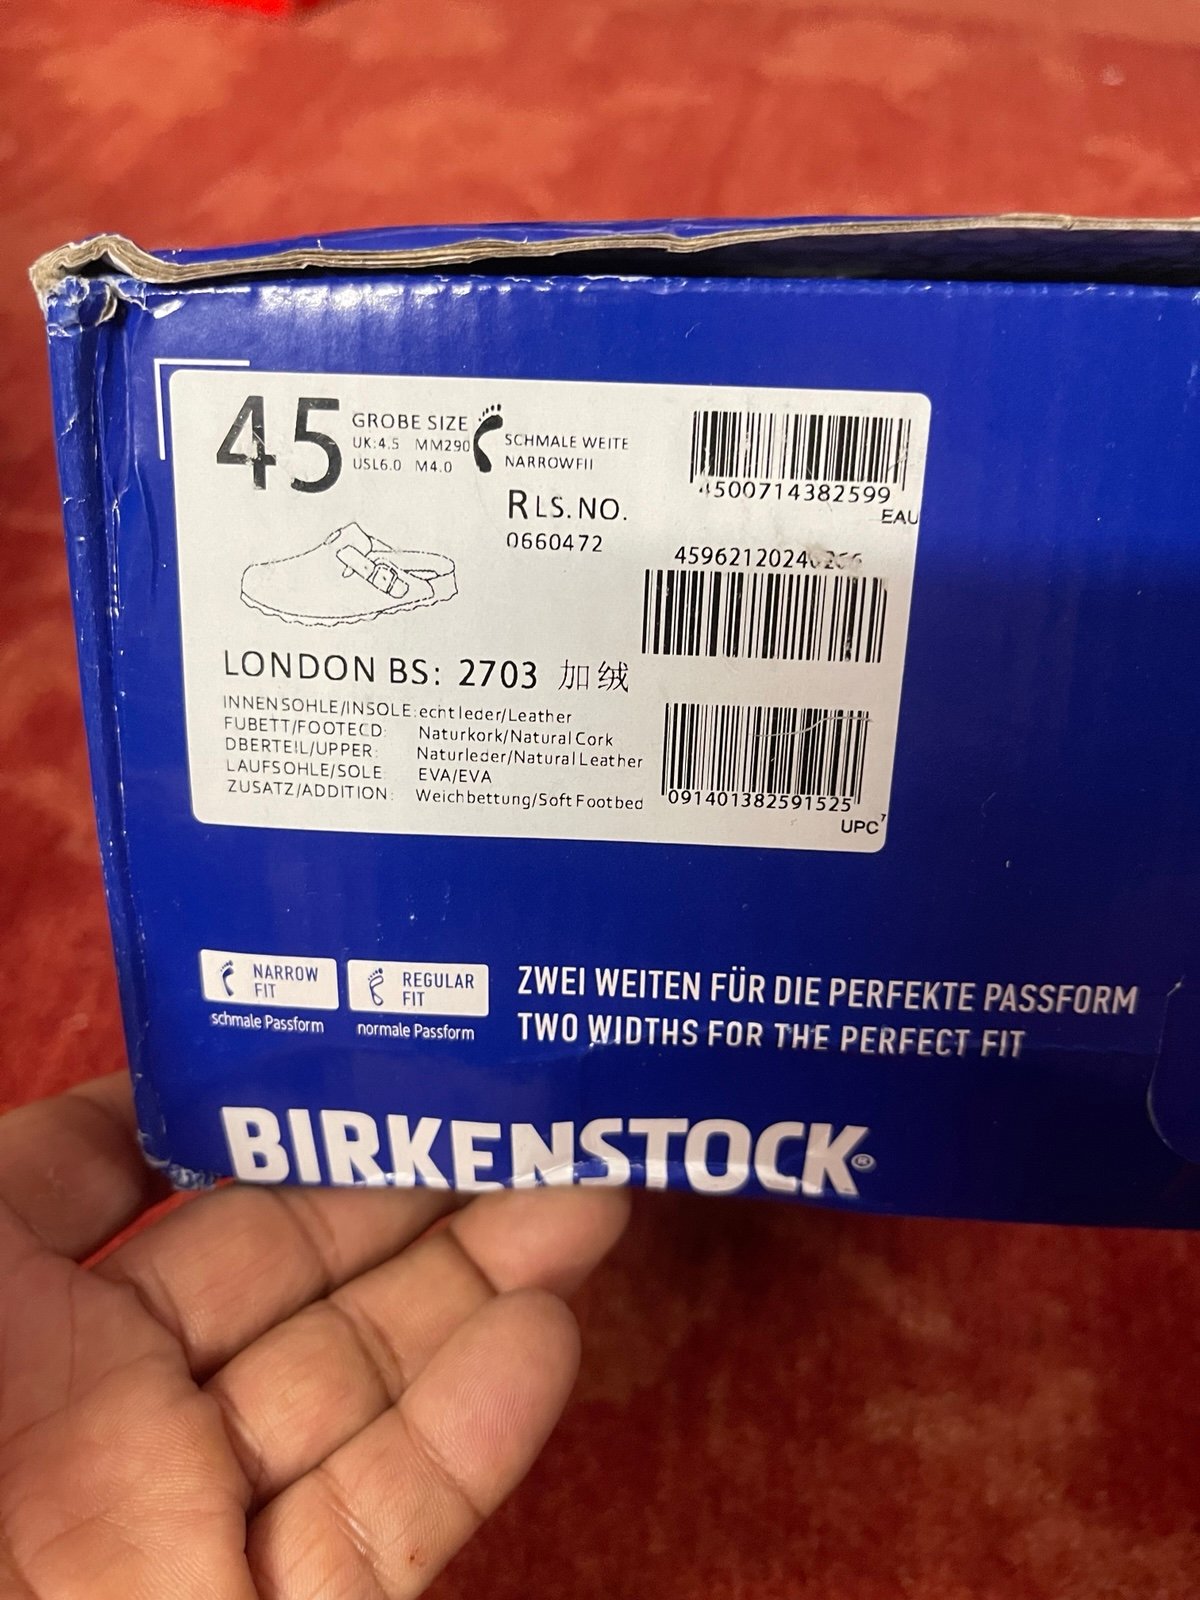 45
GROBE SIZE
UK:4.5 MM290
USL6.0 M4.0
SCHMALE WEITE
NARROWFII
RLS.NO.
0660472
4500714382599
EAU
45962120240266
LONDON BS: 2703 加绒
INNENSOHLE/INSOLE:echtleder/Leather
FUBETT/FOOTECD: Naturkork/Natural Cork
DBERTEIL/UPPER: Naturleder/Natural Leather
LAUFSOHLE/SOLE EVA/EVA
ZUSATZ/ADDITION: Weichbettung/Soft Footbed
091401382591525
UPC
NARROW
FIT
schmale Passform
REGULAR
FIT
normale Passform
ZWEI WEITEN FÜR DIE PERFEKTE PASSFORM
TWO WIDTHS FOR THE PERFECT FIT
BIRKENSTOCK®